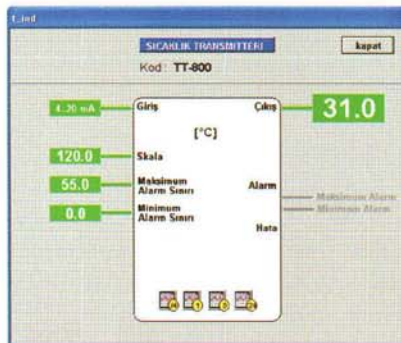 t_ind
SICAKLIK TRANSMITTERİ
kapat
Kod : TT-800
4..20 mA
Giriş
Çıkış
31.0
[°C]
120.0
Skala
55.0
Maksimum
Alarm Sınırı
Alarm
Maksimum Alarm
0.0
Minimum
Alarm Sınırı
Minimum Alarm
Hata